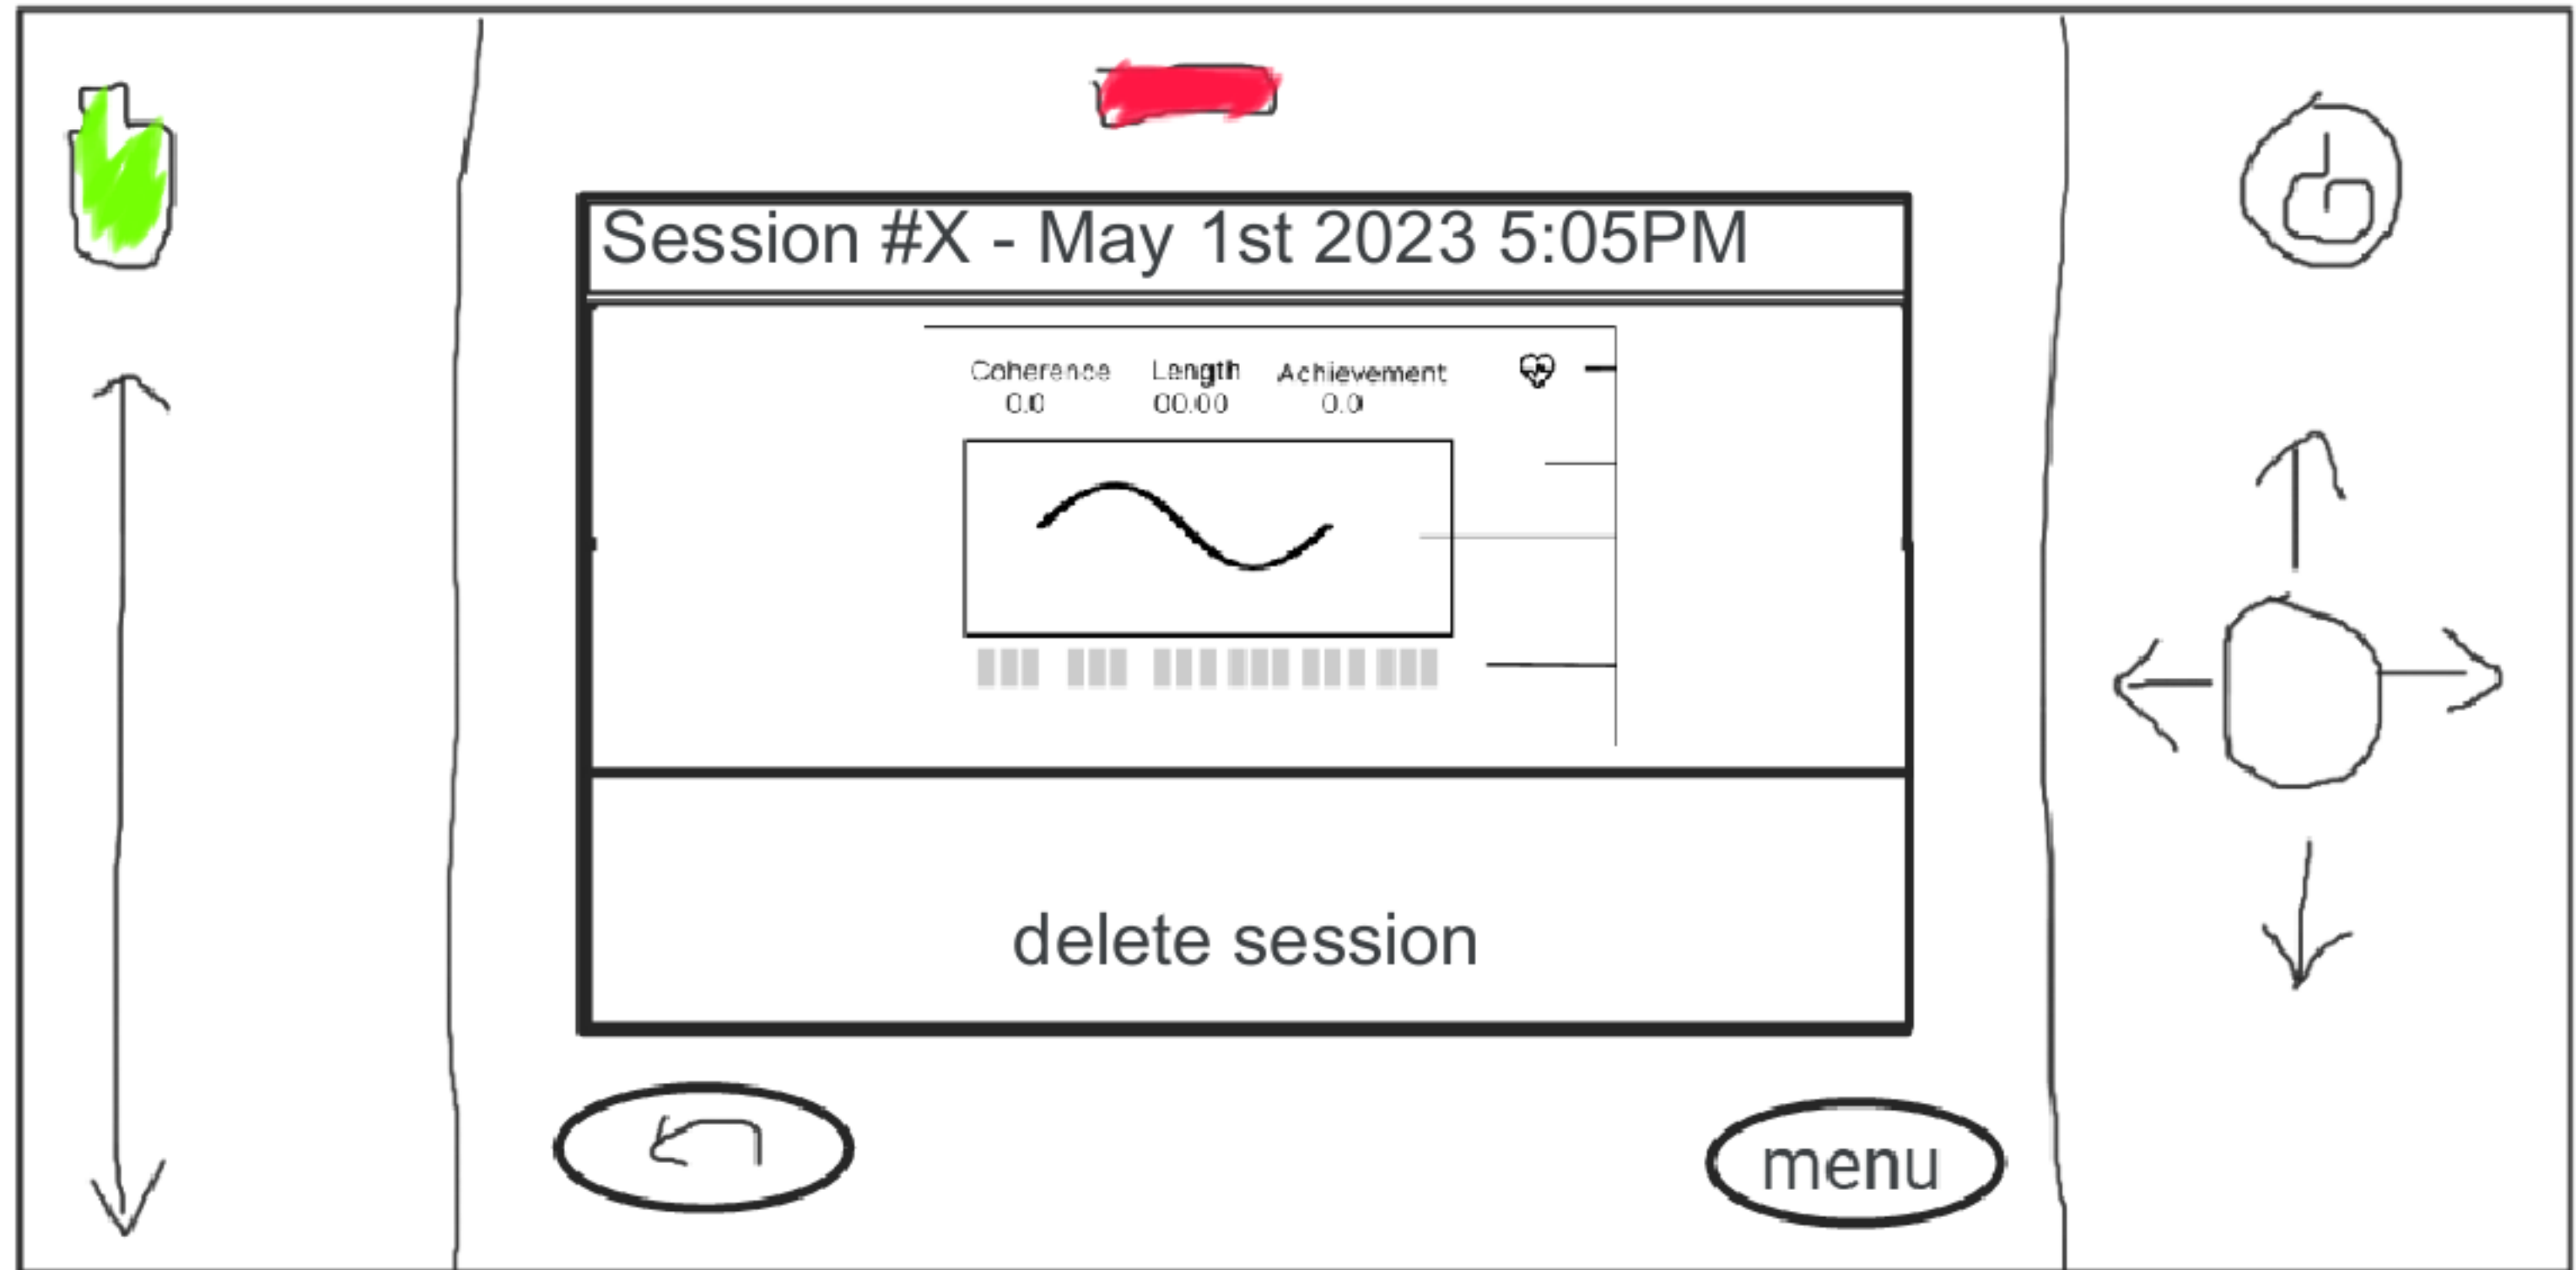 Session #X - May 1st 2023 5:05PM
Coherence Length Achievement
0.0 00.00 0.0
delete session
menu